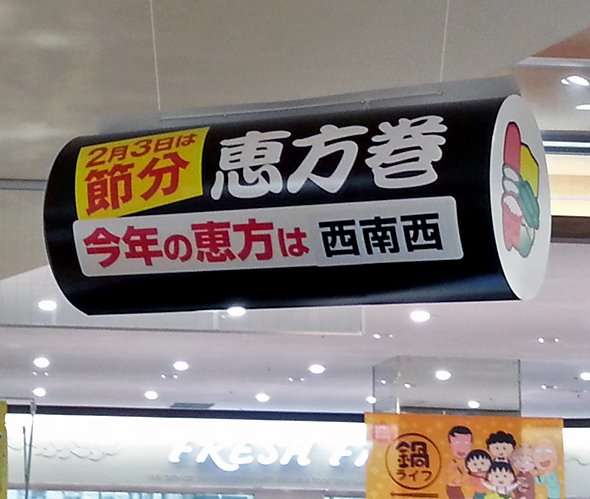 2月3日は
節分
恵方巻
今年の恵方は 西南西
FRESH
鍋
ライフ